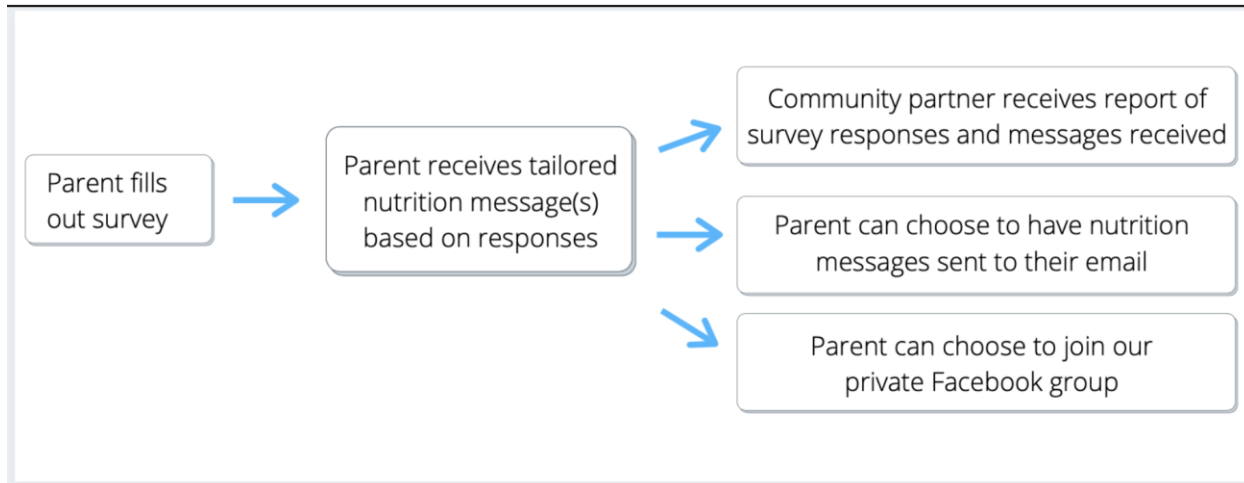 Parent fills
out survey
Parent receives tailored
nutrition message(s)
based on responses
Community partner receives report of
survey responses and messages received
Parent can choose to have nutrition
messages sent to their email
Parent can choose to join our
private Facebook group